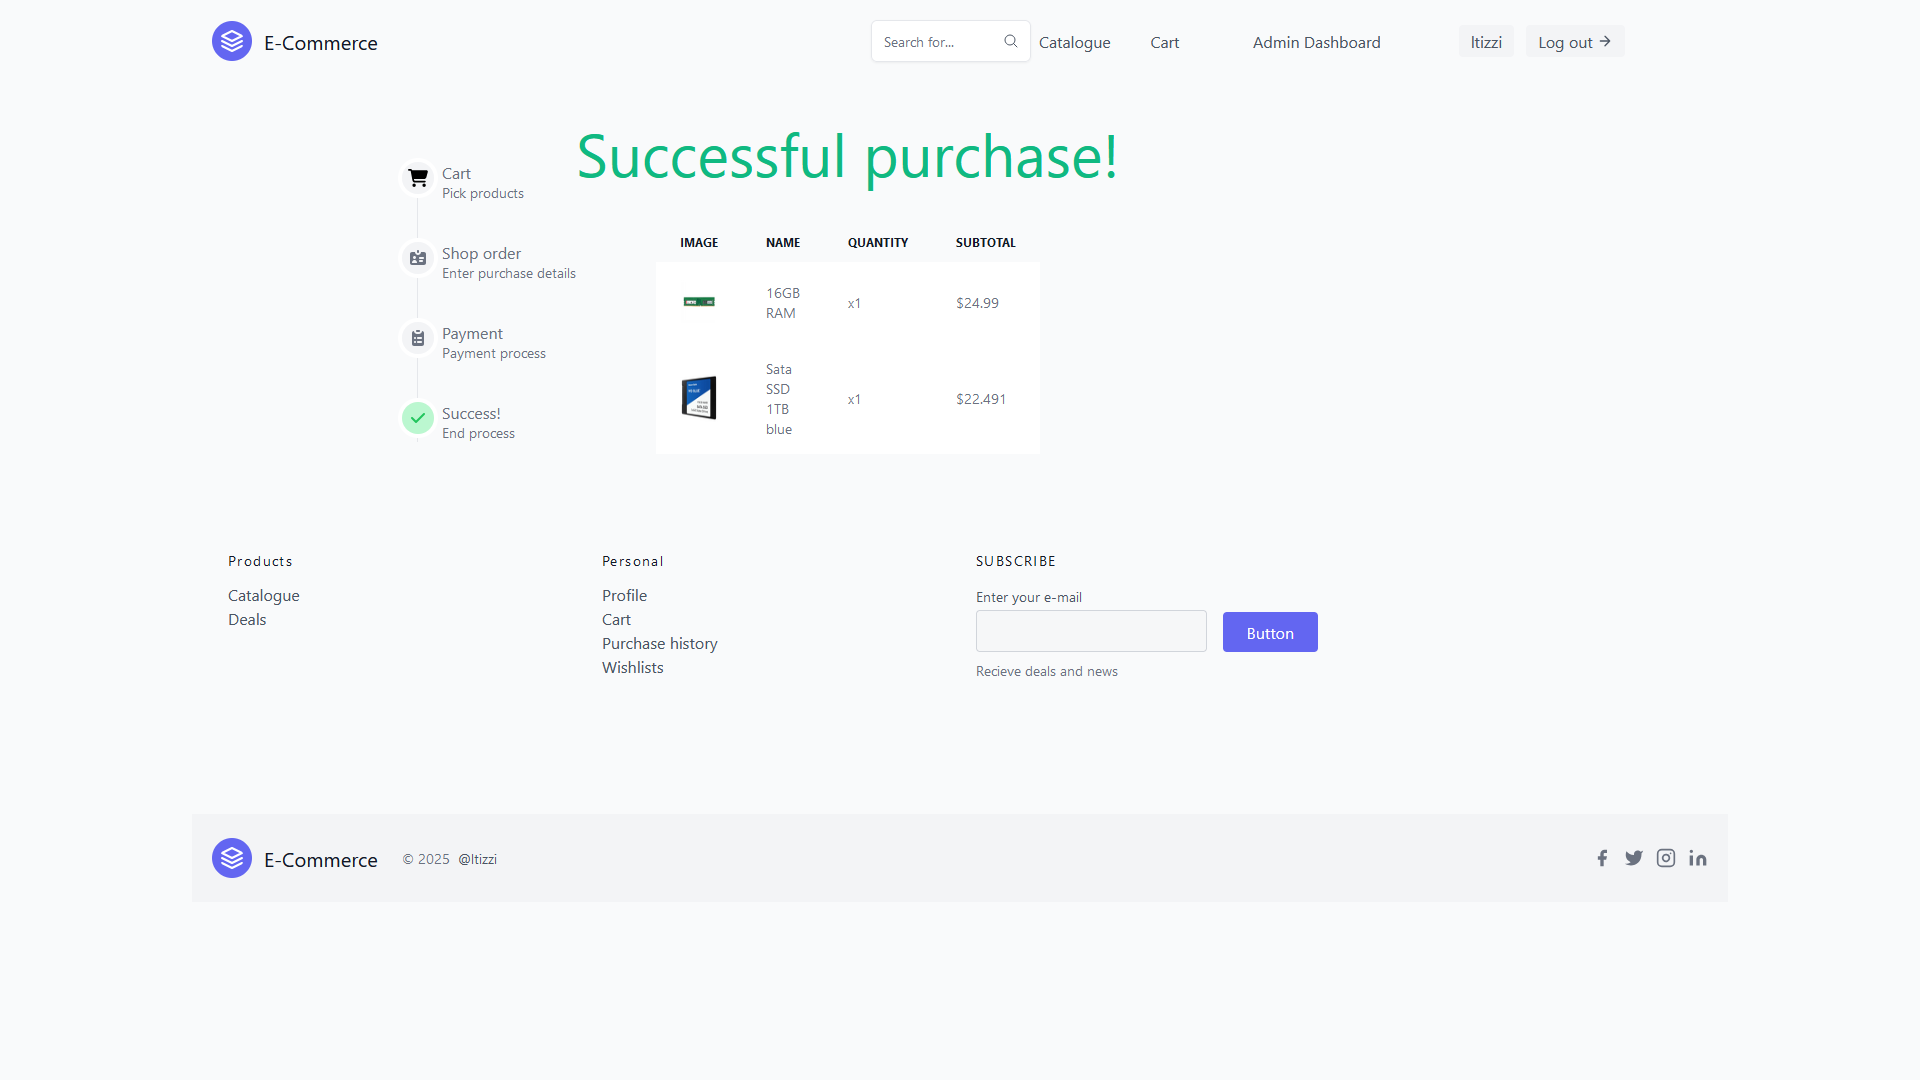 E-Commerce
Search for...
Catalogue
Cart
Admin Dashboard
ltizzi
Log out
Successful purchase!
Cart
Pick products
Shop order
Enter purchase details
Payment
Payment process
Success!
End process
IMAGE NAME QUANTITY SUBTOTAL
16GB
RAM
x1
$24.99
Sata
SSD
1TB
blue
x1
$22.491
Products
Catalogue
Deals
Personal
Profile
Cart
Purchase history
Wishlists
SUBSCRIBE
Enter your e-mail
Button
Recieve deals and news
E-Commerce
© 2025 @ltizzi